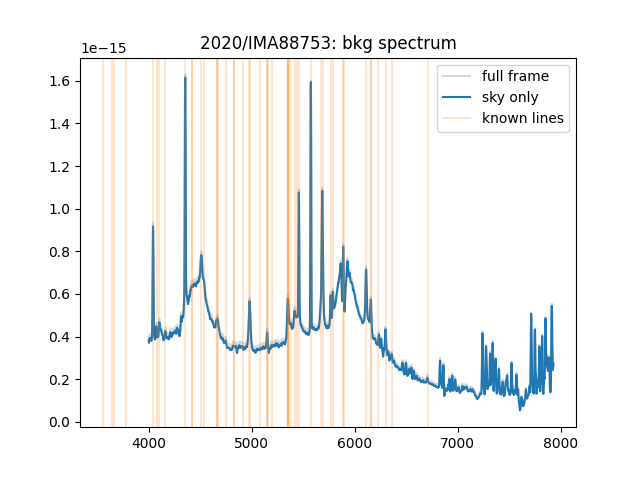 2020/IMA88753: bkg spectrum
1e−15
full frame
sky only
known lines
1.6
1.4
1.2
1.0
0.8
0.6
0.4
0.2
0.0
4000 5000 6000 7000 8000